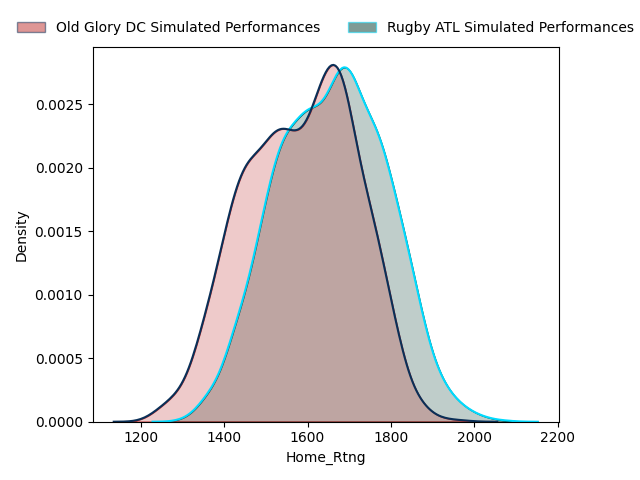 Old Glory DC Simulated Performances
Rugby ATL Simulated Performances
0.0025
0.0020
0.0015
0.0010
0.0005
0.0000
Density
1200 1400 1600 1800 2000 2200
Home_Rtng